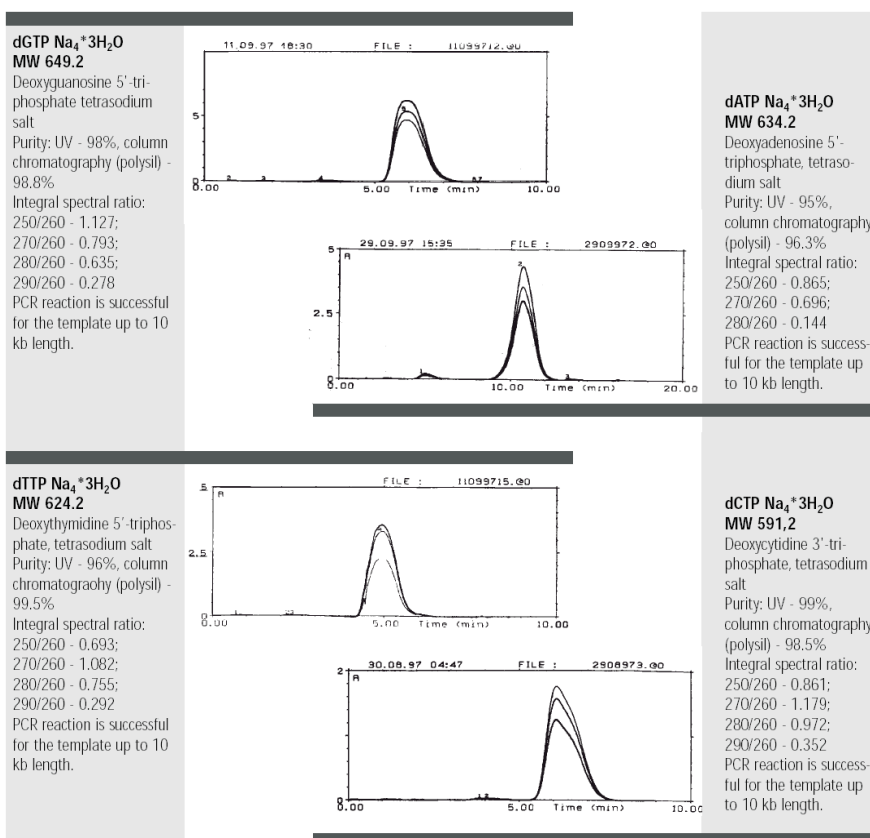 dGTP Na₄*3H₂O
MW 649.2
Deoxyguanosine 5'-tri-
phosphate tetrasodium
salt
Purity: UV - 98%, column
chromatography (polysil) -
98.8%
Integral spectral ratio:
250/260 - 1.127;
270/260 - 0.793;
280/260 - 0.635;
290/260 - 0.278
PCR reaction is successful
for the template up to 10
kb length.
11.09.97 16:30 FILE : 11099712.@0
5
0
0.00 5.00 Time (min) 10.00
29.09.97 15:35 FILE : 2909972.@0
5
A
2
2.5
1
3
0
0.00 10.00 Time (min) 20.00
dATP Na₄*3H₂O
MW 634.2
Deoxyadenosine 5'-
triphosphate, tetraso-
dium salt
Purity: UV - 95%,
column chromatography
(polysil) - 96.3%
Integral spectral ratio:
250/260 - 0.865;
270/260 - 0.696;
280/260 - 0.144
PCR reaction is success-
ful for the template up
to 10 kb length.
dTTP Na₄*3H₂O
MW 624.2
Deoxythymidine 5´-triphos-
phate, tetrasodium salt
Purity: UV - 96%, column
chromatograohy (polysil) -
99.5%
Integral spectral ratio:
250/260 - 0.693;
270/260 - 1.082;
280/260 - 0.755;
290/260 - 0.292
PCR reaction is successful
for the template up to 10
kb length.
FILE : 11099715.@0
5
A
2.5
0
0.00 5.00 Time (min) 10.00
30.08.97 04:47 FILE : 2908973.@0
2
A
0
0.00 5.00 Time (min) 10.00
dCTP Na₄*3H₂O
MW 591,2
Deoxycytidine 3'-tri-
phosphate, tetrasodium
salt
Purity: UV - 99%,
column chromatography
(polysil) - 98.5%
Integral spectral ratio:
250/260 - 0.861;
270/260 - 1.179;
280/260 - 0.972;
290/260 - 0.352
PCR reaction is success-
ful for the template up
to 10 kb length.